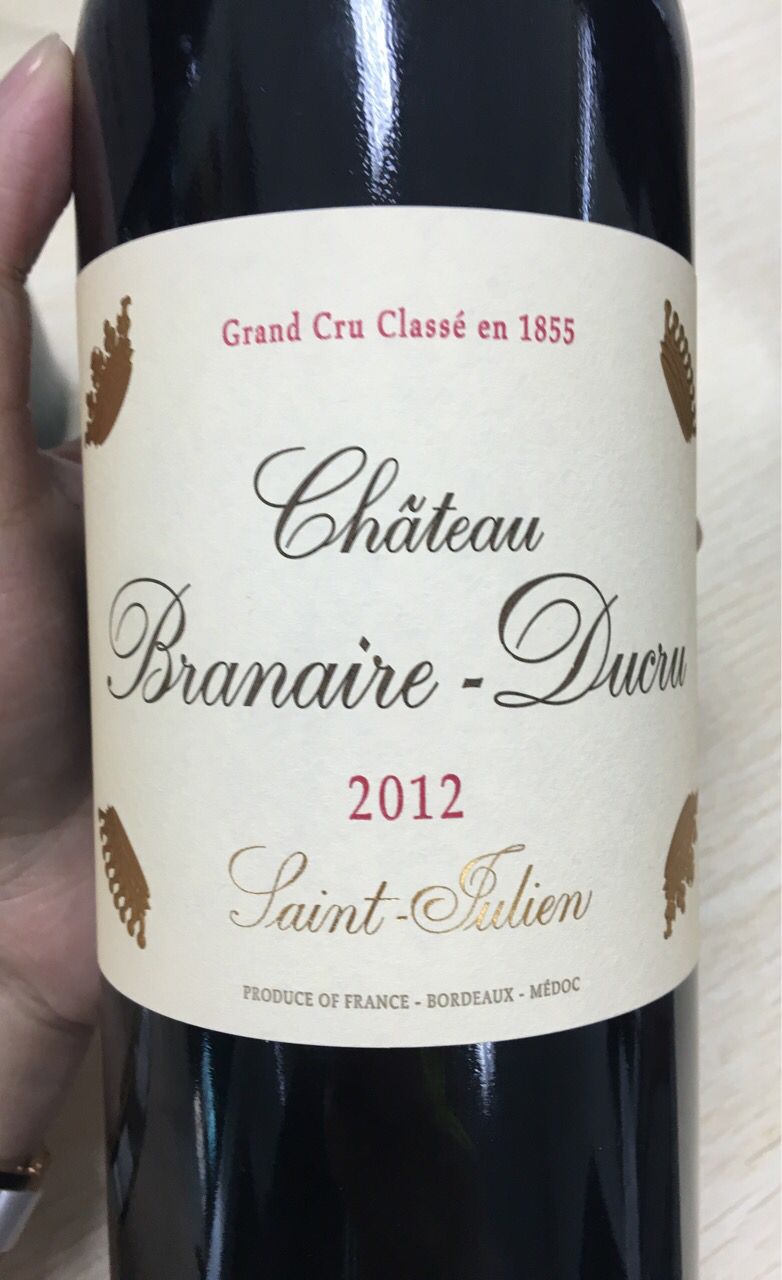 Grand Cru Classé en 1855
Château
Branaire - Ducru
2012
Saint-Julien
PRODUCE OF FRANCE - BORDEAUX - MÉDOC